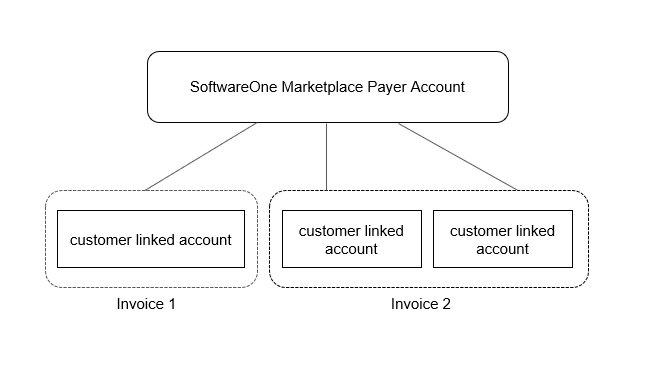 SoftwareOne Marketplace Payer Account
customer linked account
customer linked
account
customer linked
account
Invoice 1
Invoice 2